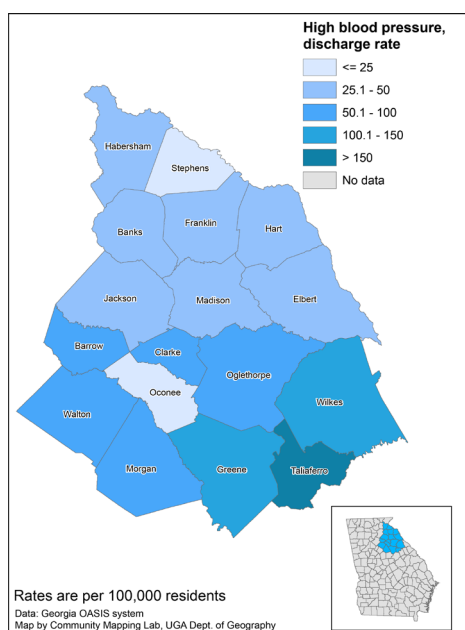 High blood pressure,
discharge rate
<= 25
25.1 - 50
50.1 - 100
100.1 - 150
> 150
No data
Habersham
Stephens
Banks
Franklin
Hart
Jackson
Madison
Elbert
Barrow
Clarke
Oconee
Oglethorpe
Wilkes
Walton
Morgan
Greene
Taliaferro
Rates are per 100,000 residents
Data: Georgia OASIS system
Map by Community Mapping Lab, UGA Dept. of Geography